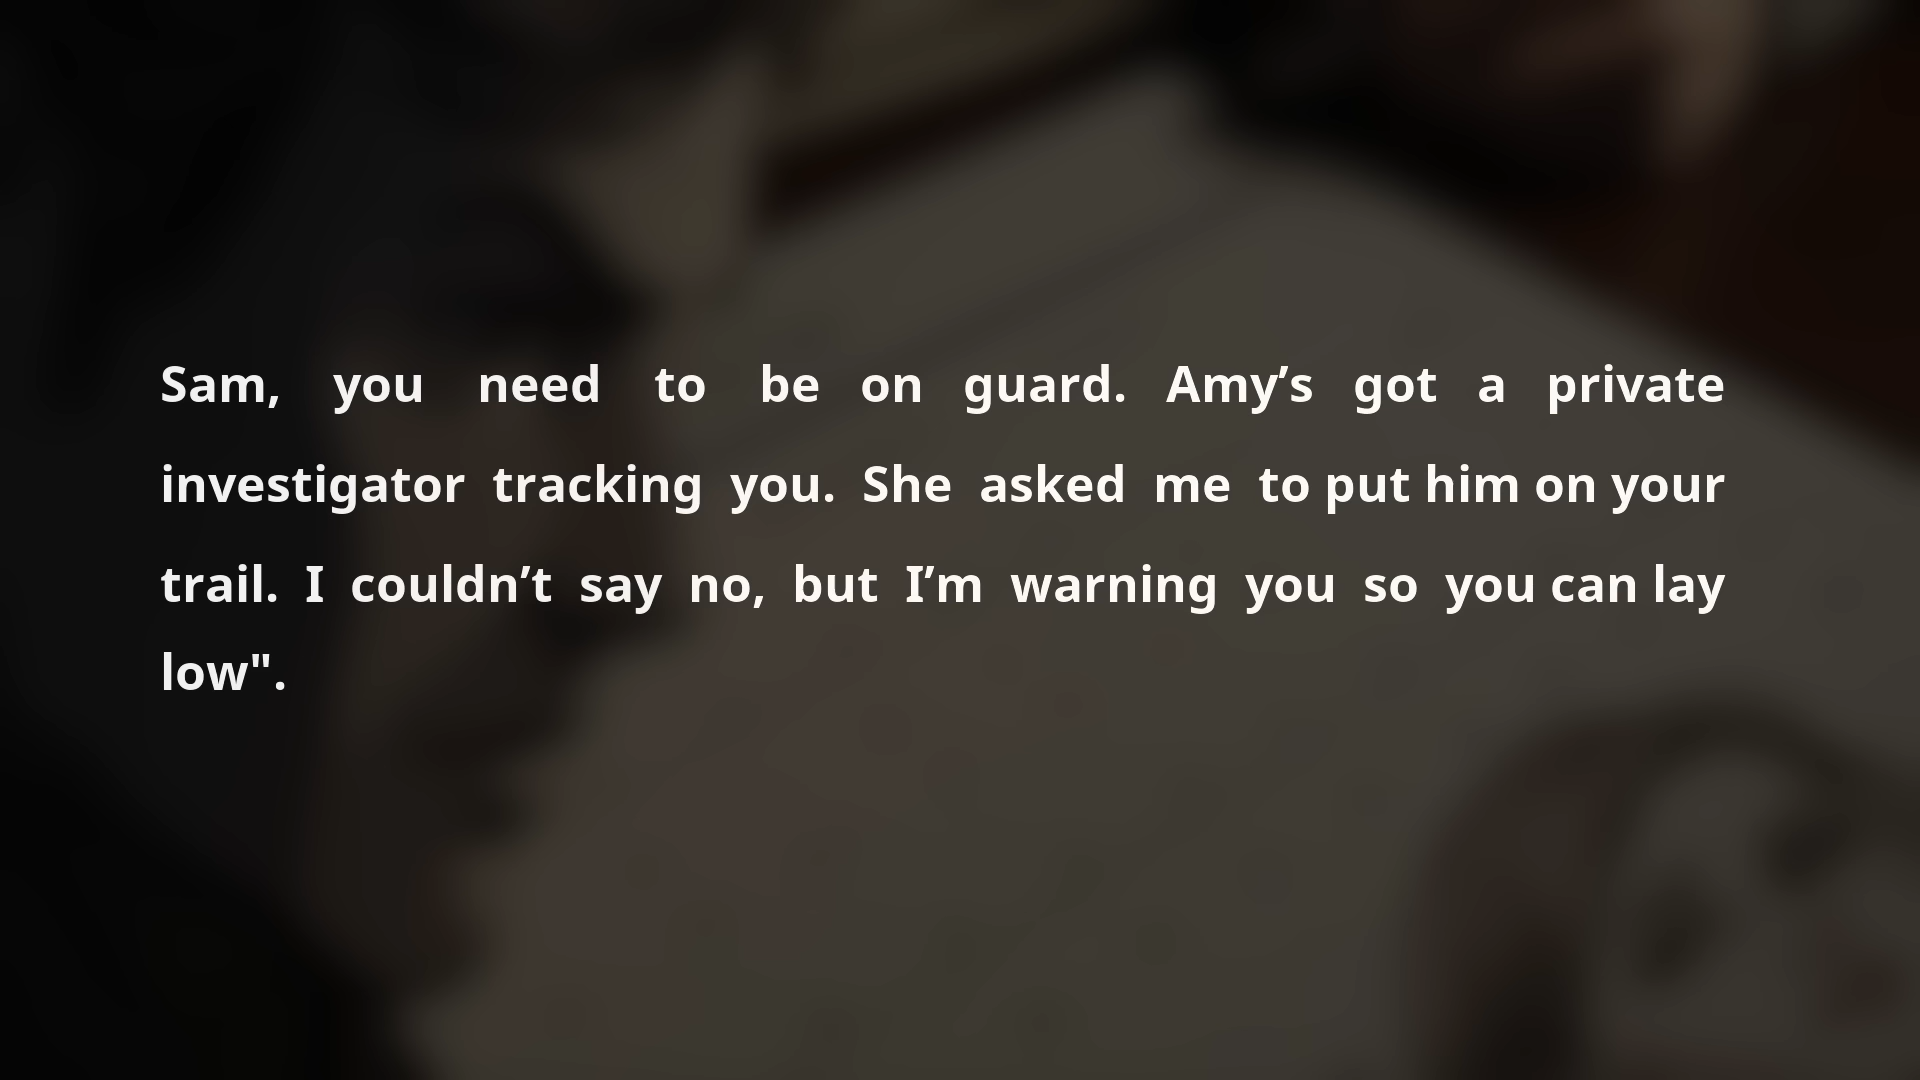 Sam, you need to be on guard. Amy’s got a private
investigator tracking you. She asked me to put him on your
trail. I couldn’t say no, but I’m warning you so you can lay
low".